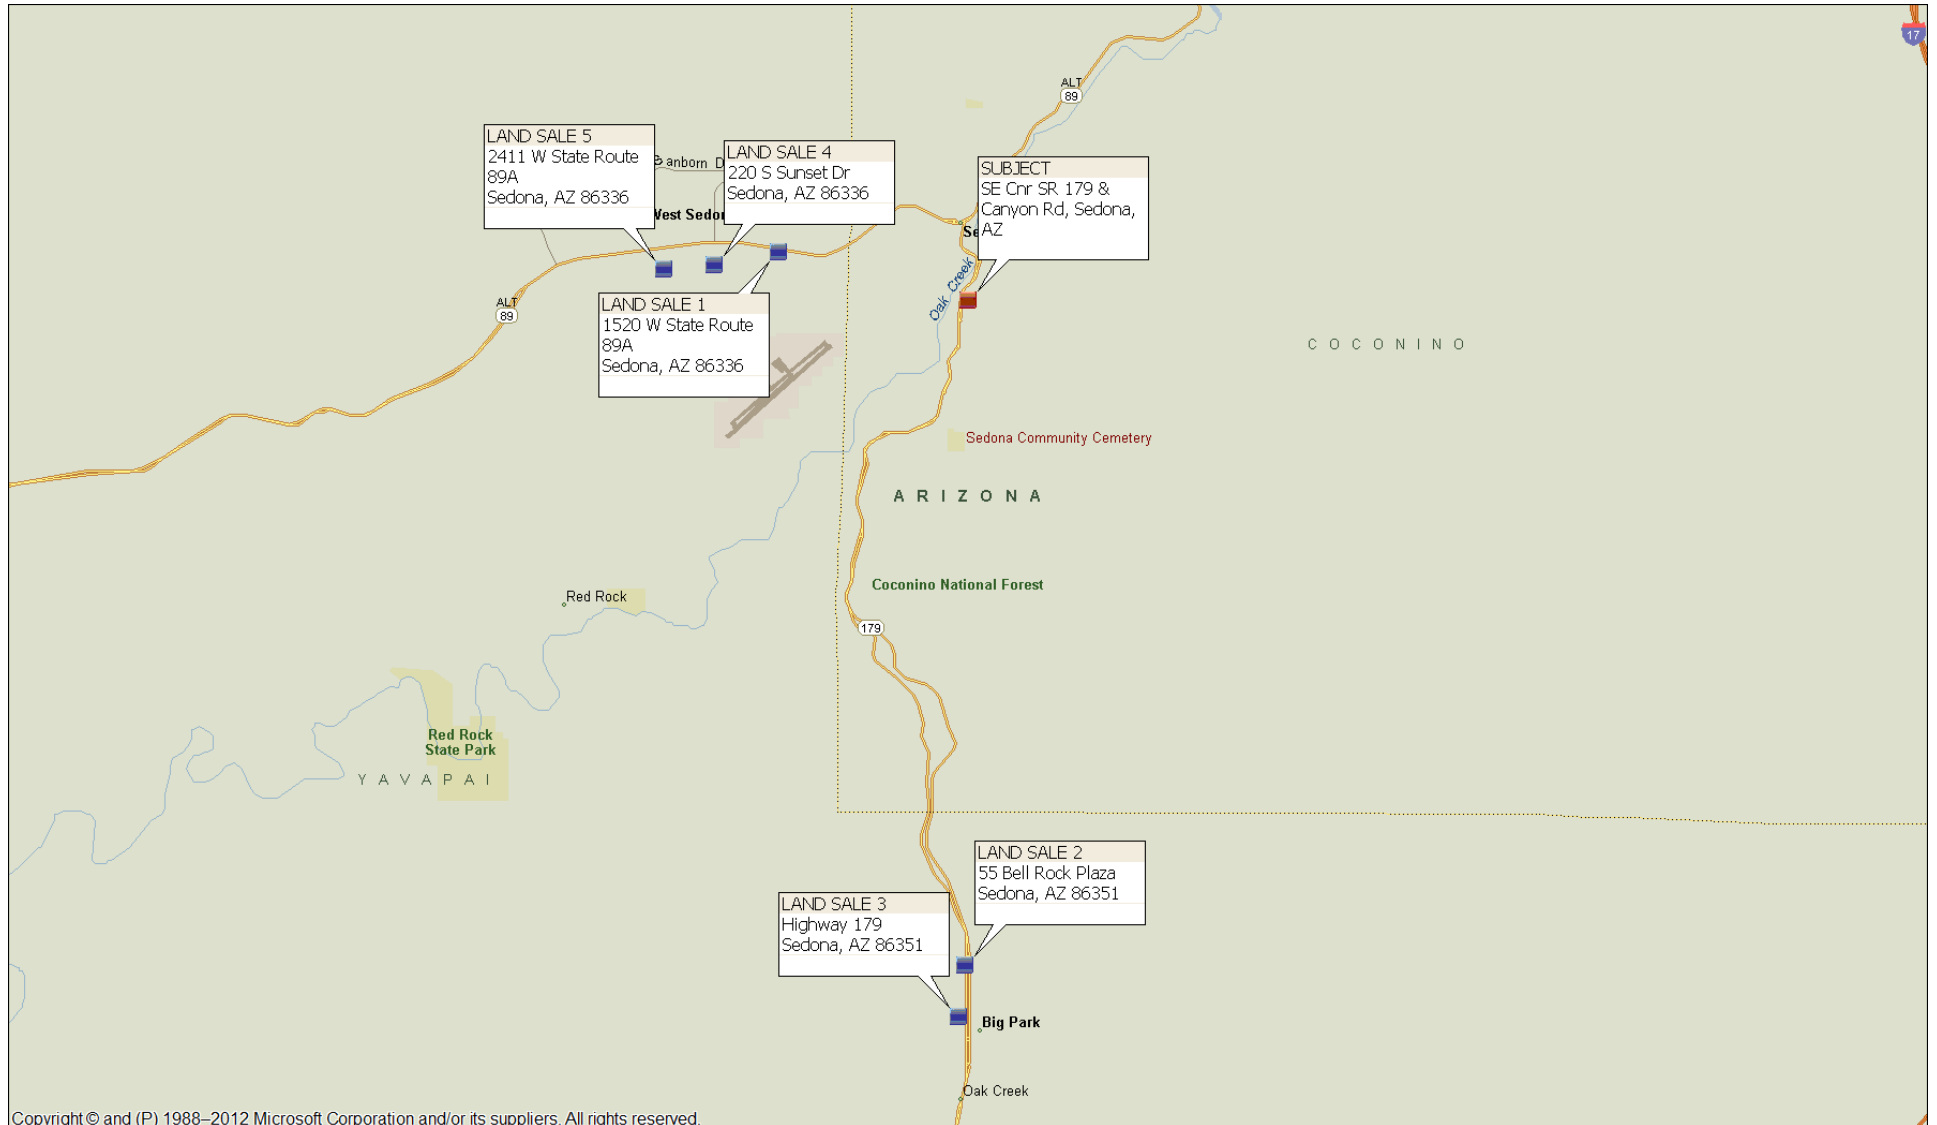 17
ALT
89
LAND SALE 5
2411 W State Route
89A
Sedona, AZ 86336
anborn D
LAND SALE 4
220 S Sunset Dr
Sedona, AZ 86336
SUBJECT
SE Cnr SR 179 &
Canyon Rd, Sedona,
AZ
West Sedo
Se
Oak Creek
ALT
89
LAND SALE 1
1520 W State Route
89A
Sedona, AZ 86336
COCONINO
Sedona Community Cemetery
ARIZONA
Coconino National Forest
Red Rock
179
Red Rock
State Park
YAVAPAI
LAND SALE 2
55 Bell Rock Plaza
Sedona, AZ 86351
LAND SALE 3
Highway 179
Sedona, AZ 86351
Big Park
Oak Creek
Copyright © and (P) 1988–2012 Microsoft Corporation and/or its suppliers. All rights reserved.